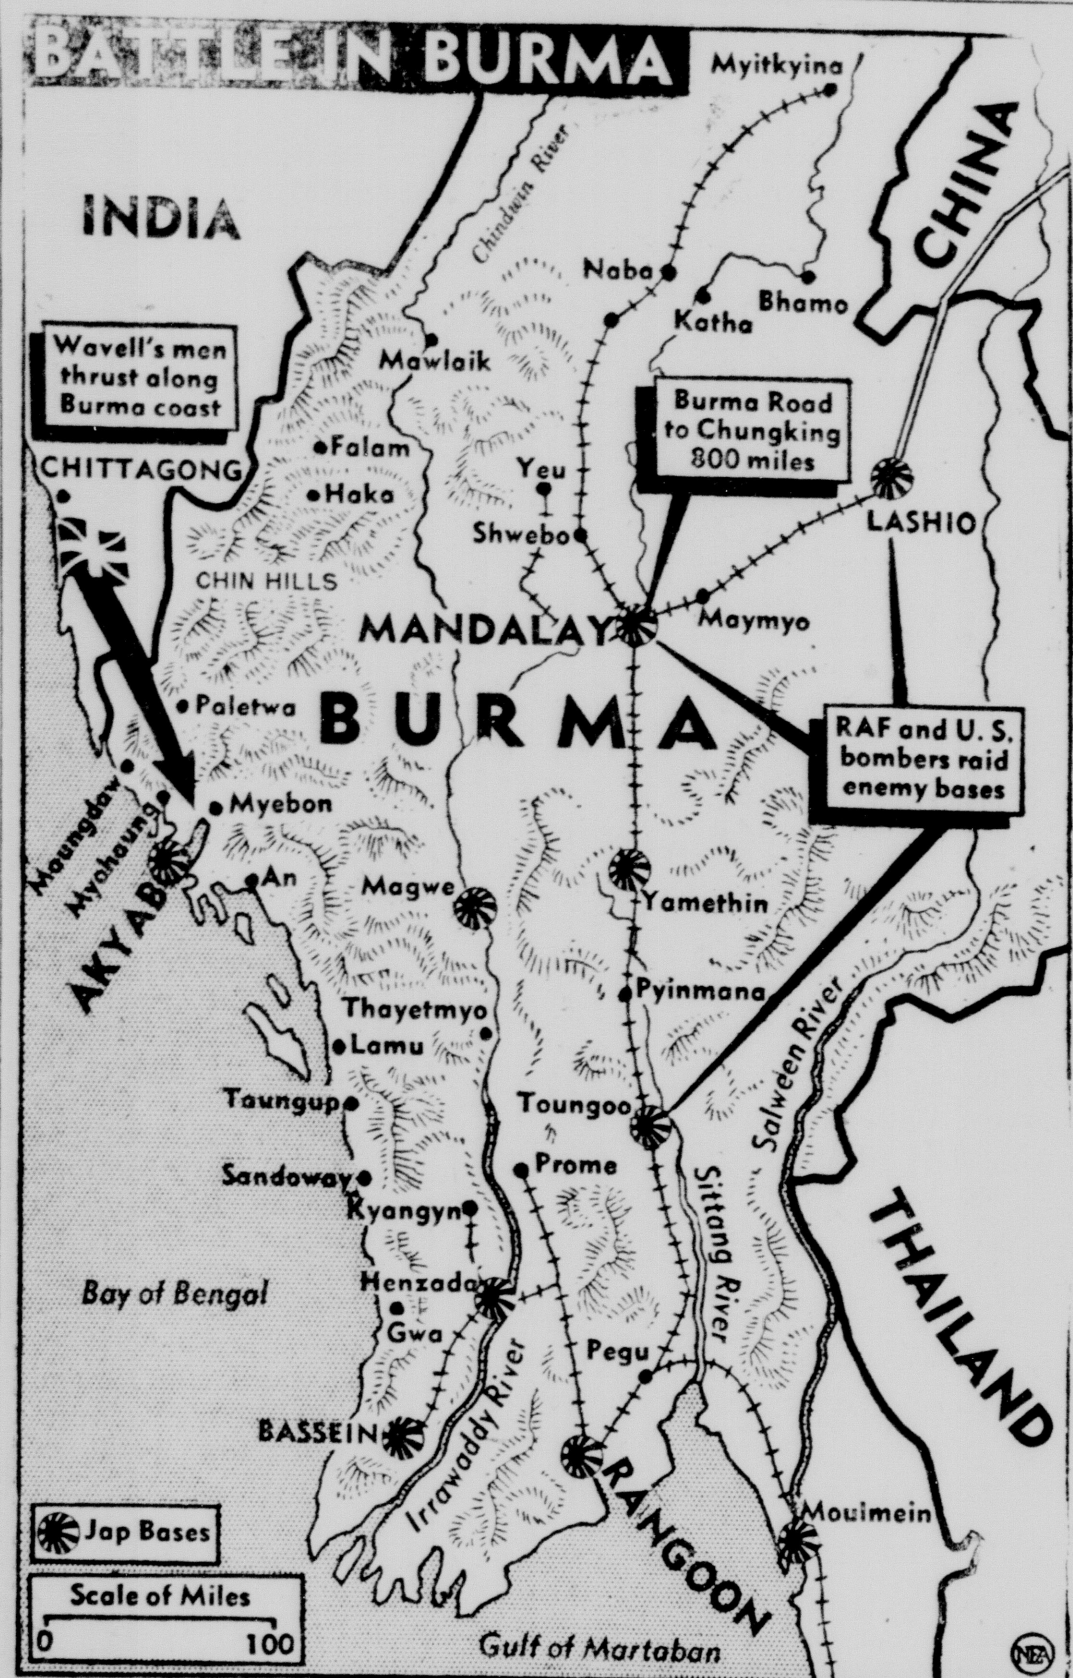 BATTLE IN BURMA
Myitkyina
CHINA
INDIA
Chindwin River
Naba
Katha
Bhamo
Wavell's men
thrust along
Burma coast
Mawlaik
Burma Road
to Chungking
800 miles
Falam
CHITTAGONG
Yeu
Haka
LASHIO
Shwebo
CHIN HILLS
MANDALAY
Maymyo
Paletwa
BURMA
RAF and U. S.
bombers raid
enemy bases
Maungdaw
Myohaung
Myebon
AKYAB
An
Magwe
Yamethin
Pyinmana
Thayetmyo
Lamu
Salween River
Taungup
Toungoo
Prome
Sandoway
Kyangyn
Sittang River
THAILAND
Henzada
Bay of Bengal
Gwa
Pegu
Irrawaddy River
BASSEIN
RANGOON
Moulmein
Jap Bases
Scale of Miles
0 100
Gulf of Martaban
NEA